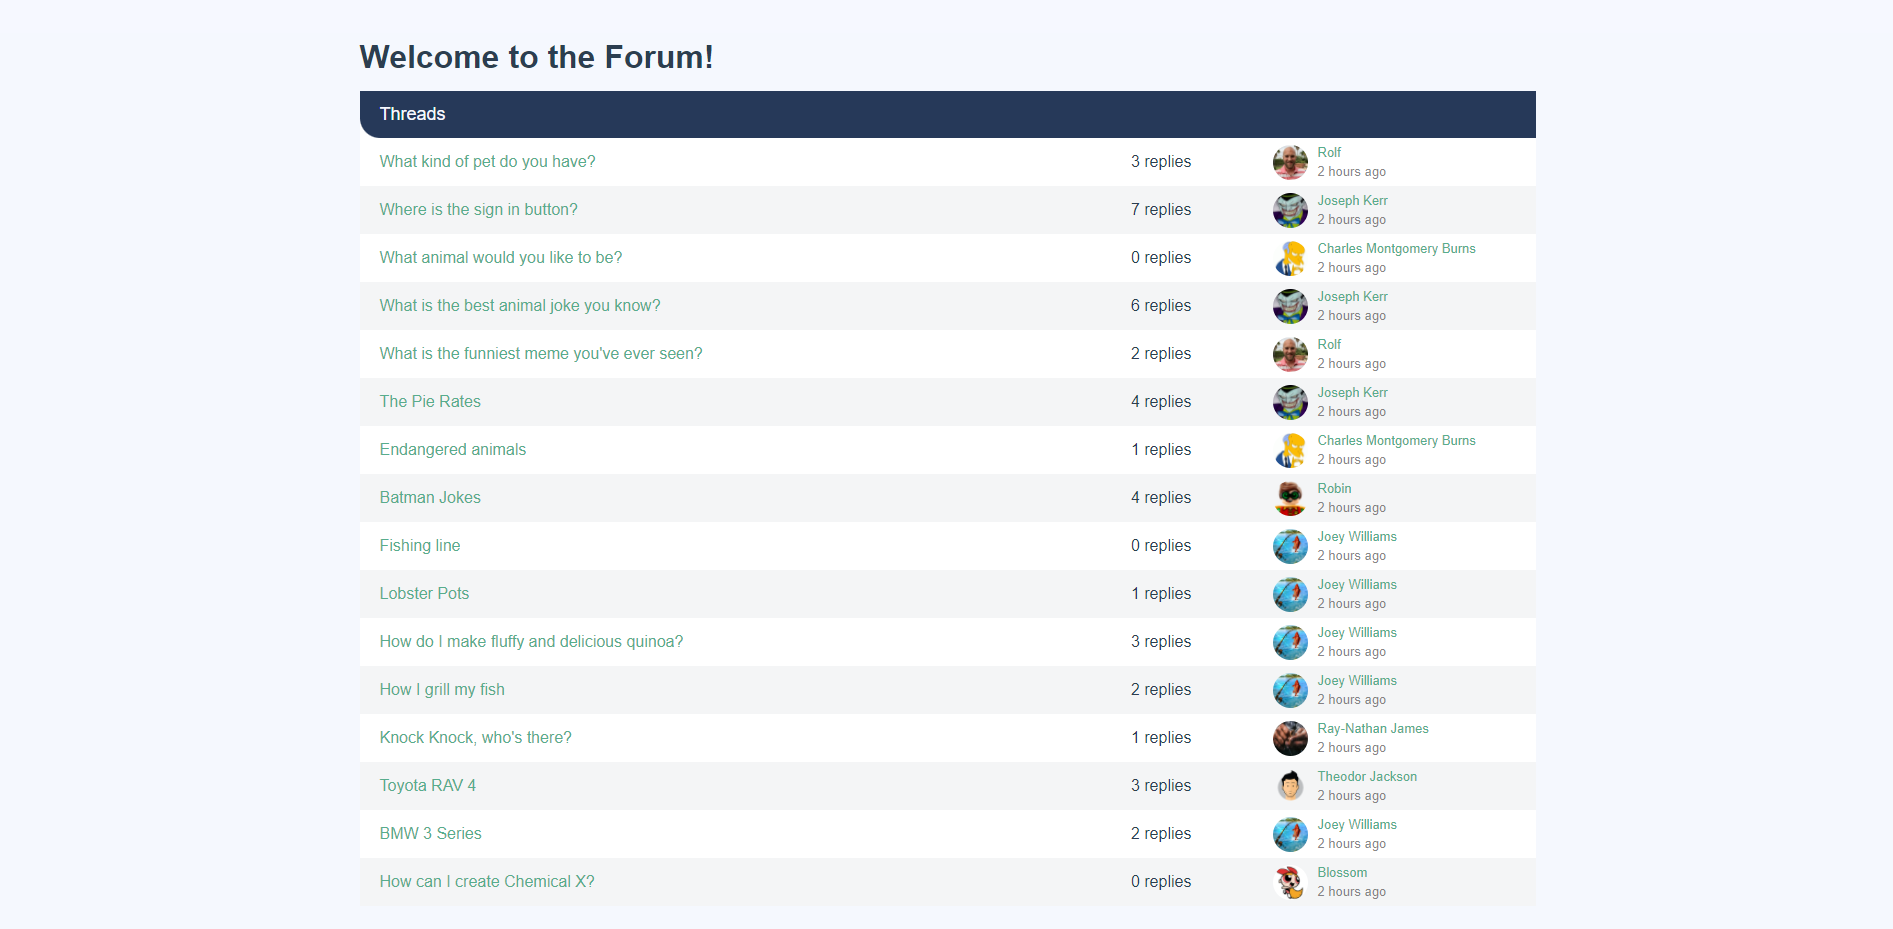 Welcome to the Forum!
Threads
What kind of pet do you have? 3 replies Rolf
2 hours ago
Where is the sign in button? 7 replies Joseph Kerr
2 hours ago
What animal would you like to be? 0 replies Charles Montgomery Burns
2 hours ago
What is the best animal joke you know? 6 replies Joseph Kerr
2 hours ago
What is the funniest meme you've ever seen? 2 replies Rolf
2 hours ago
The Pie Rates 4 replies Joseph Kerr
2 hours ago
Endangered animals 1 replies Charles Montgomery Burns
2 hours ago
Batman Jokes 4 replies Robin
2 hours ago
Fishing line 0 replies Joey Williams
2 hours ago
Lobster Pots 1 replies Joey Williams
2 hours ago
How do I make fluffy and delicious quinoa? 3 replies Joey Williams
2 hours ago
How I grill my fish 2 replies Joey Williams
2 hours ago
Knock Knock, who's there? 1 replies Ray-Nathan James
2 hours ago
Toyota RAV 4 3 replies Theodor Jackson
2 hours ago
BMW 3 Series 2 replies Joey Williams
2 hours ago
How can I create Chemical X? 0 replies Blossom
2 hours ago